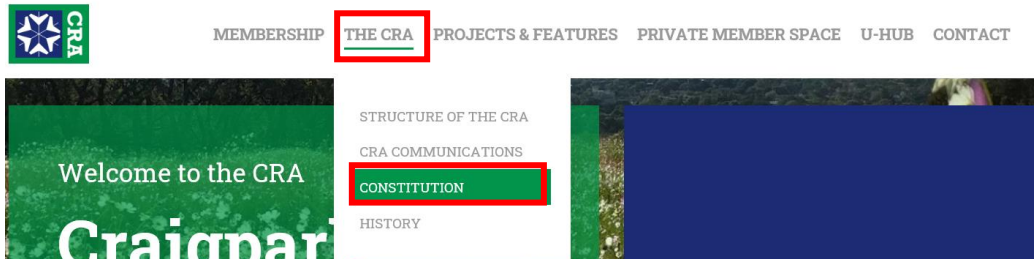 CRA
MEMBERSHIP THE CRA PROJECTS & FEATURES PRIVATE MEMBER SPACE U-HUB CONTACT
STRUCTURE OF THE CRA
CRA COMMUNICATIONS
CONSTITUTION
HISTORY
Welcome to the CRA